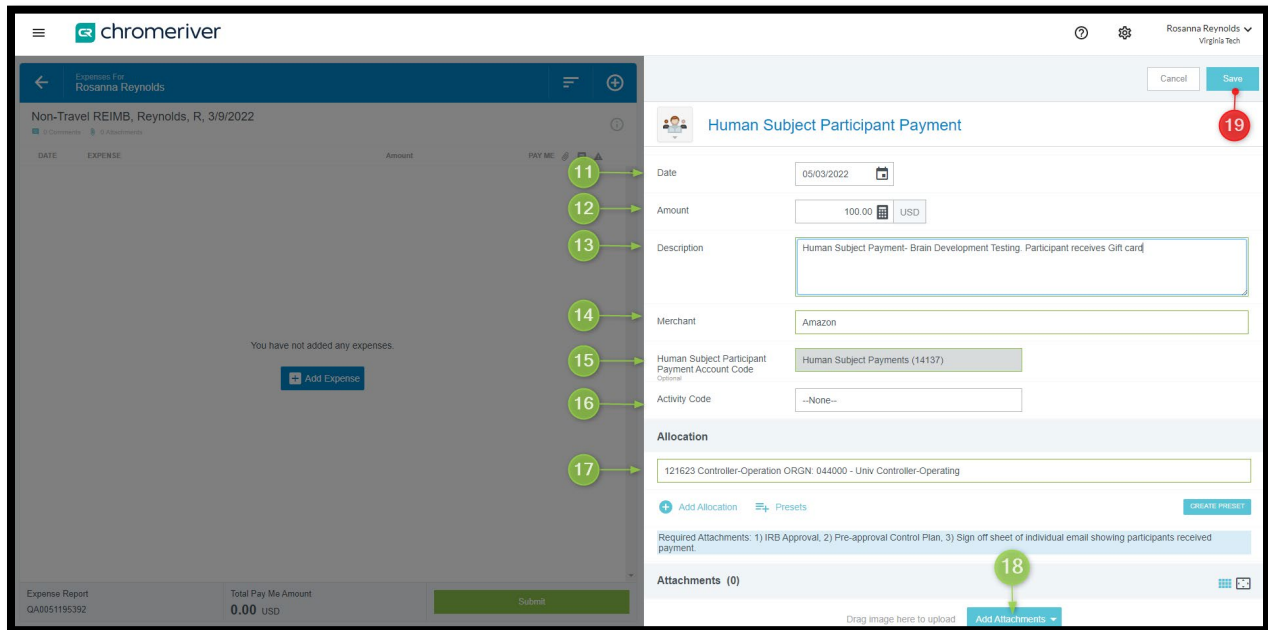 chromeriver
Rosanna Reynolds
Virginia Tech
Expenses For
Rosanna Reynolds
Non-Travel REIMB, Reynolds, R, 3/9/2022
0 Comments 0 Attachments
DATE EXPENSE Amount PAY ME
You have not added any expenses.
Add Expense
Expense Report
QA0051195392
Total Pay Me Amount
0.00 USD
Submit
Cancel Save
19
Human Subject Participant Payment
11 Date 05/03/2022
12 Amount 100.00 USD
13 Description Human Subject Payment- Brain Development Testing. Participant receives Gift card
14 Merchant Amazon
15 Human Subject Participant
Payment Account Code
Optional
Human Subject Payments (14137)
16 Activity Code --None--
Allocation
17 121623 Controller-Operation ORGN: 044000 - Univ Controller-Operating
Add Allocation Presets CREATE PRESET
Required Attachments: 1) IRB Approval, 2) Pre-approval Control Plan, 3) Sign off sheet of individual email showing participants received
payment.
18
Attachments (0)
Drag image here to upload Add Attachments